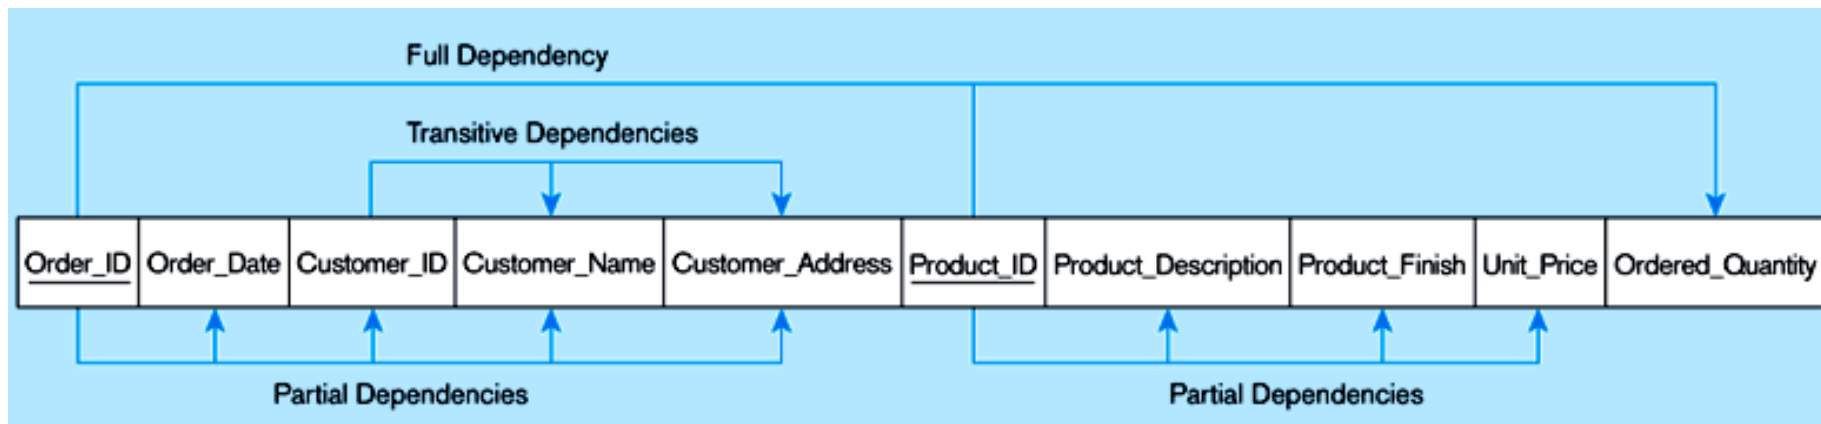 Full Dependency
Transitive Dependencies
Order_ID Order_Date Customer_ID Customer_Name Customer_Address Product_ID Product_Description Product_Finish Unit_Price Ordered_Quantity
Partial Dependencies Partial Dependencies